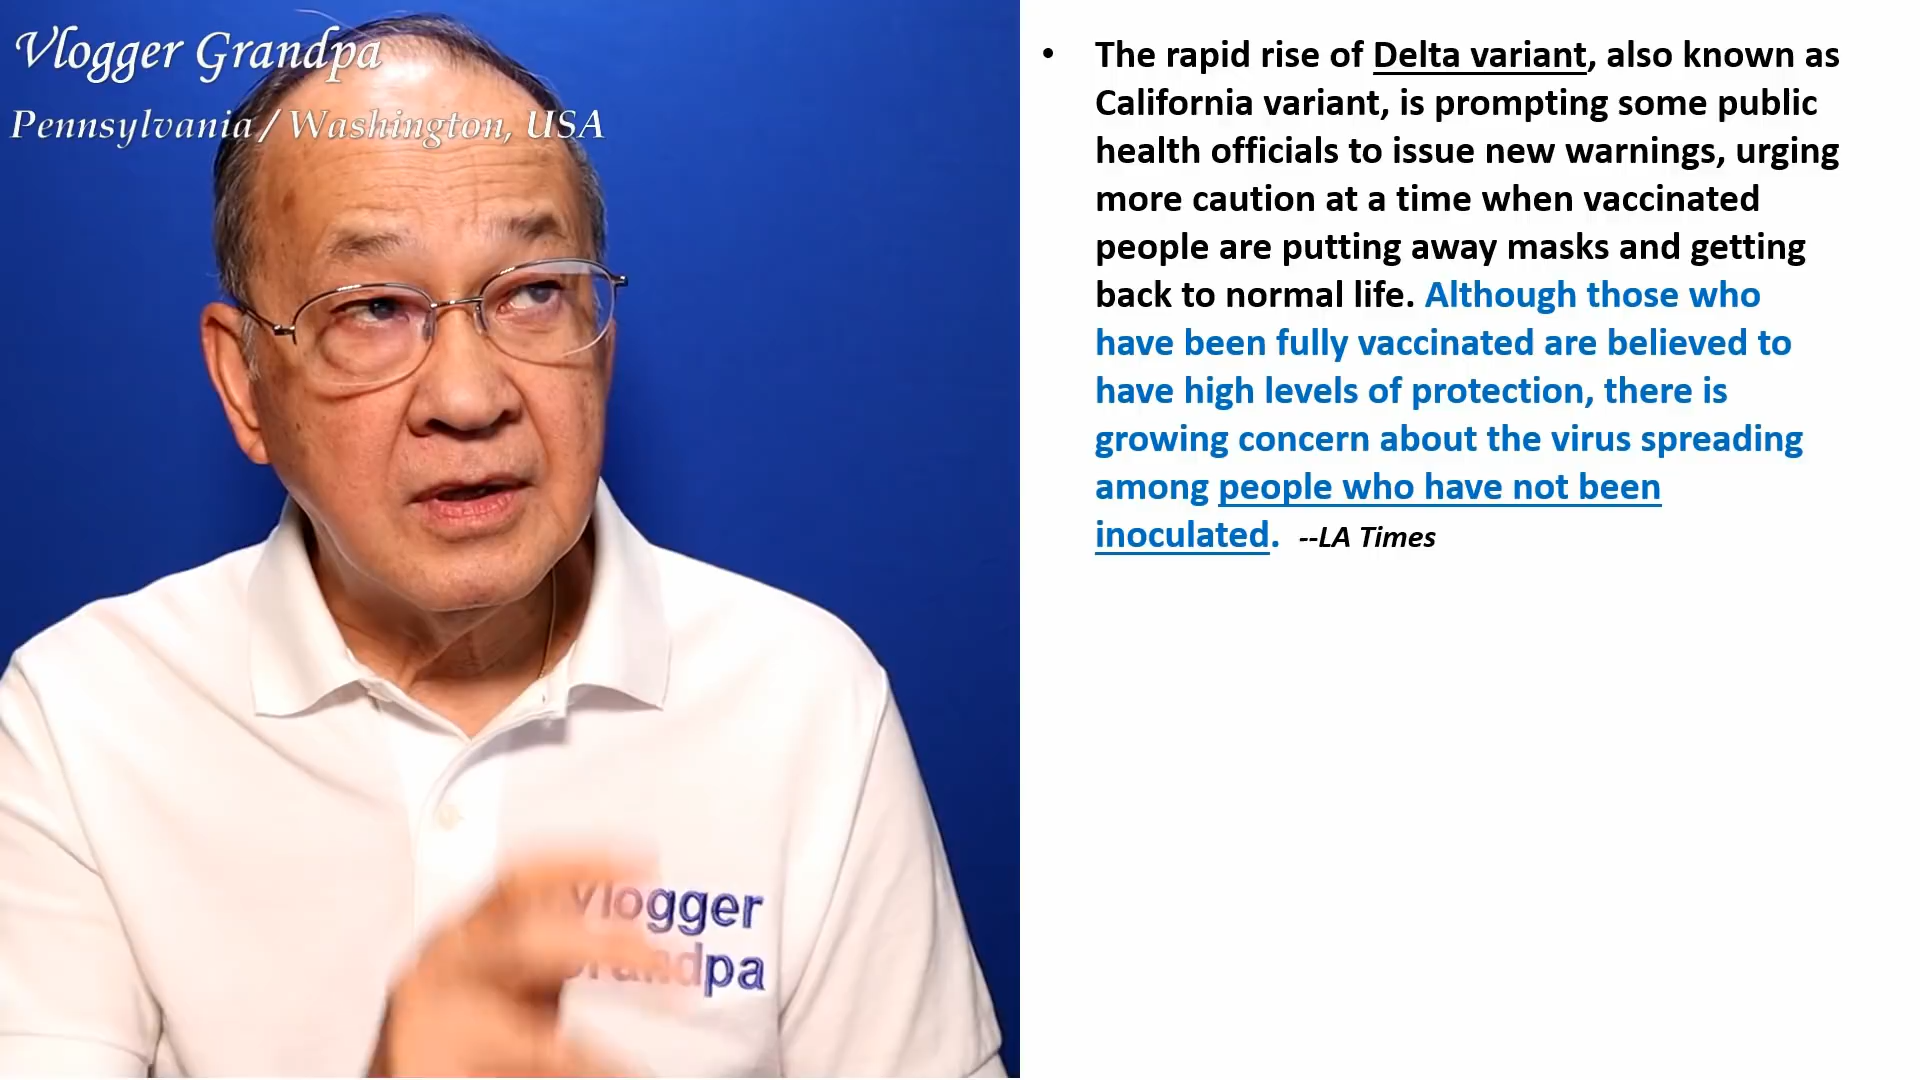 Vlogger Grandpa
Pennsylvania / Washington, USA
• The rapid rise of Delta variant, also known as
California variant, is prompting some public
health officials to issue new warnings, urging
more caution at a time when vaccinated
people are putting away masks and getting
back to normal life. Although those who
have been fully vaccinated are believed to
have high levels of protection, there is
growing concern about the virus spreading
among people who have not been
inoculated. --LA Times
vlogger
grandpa